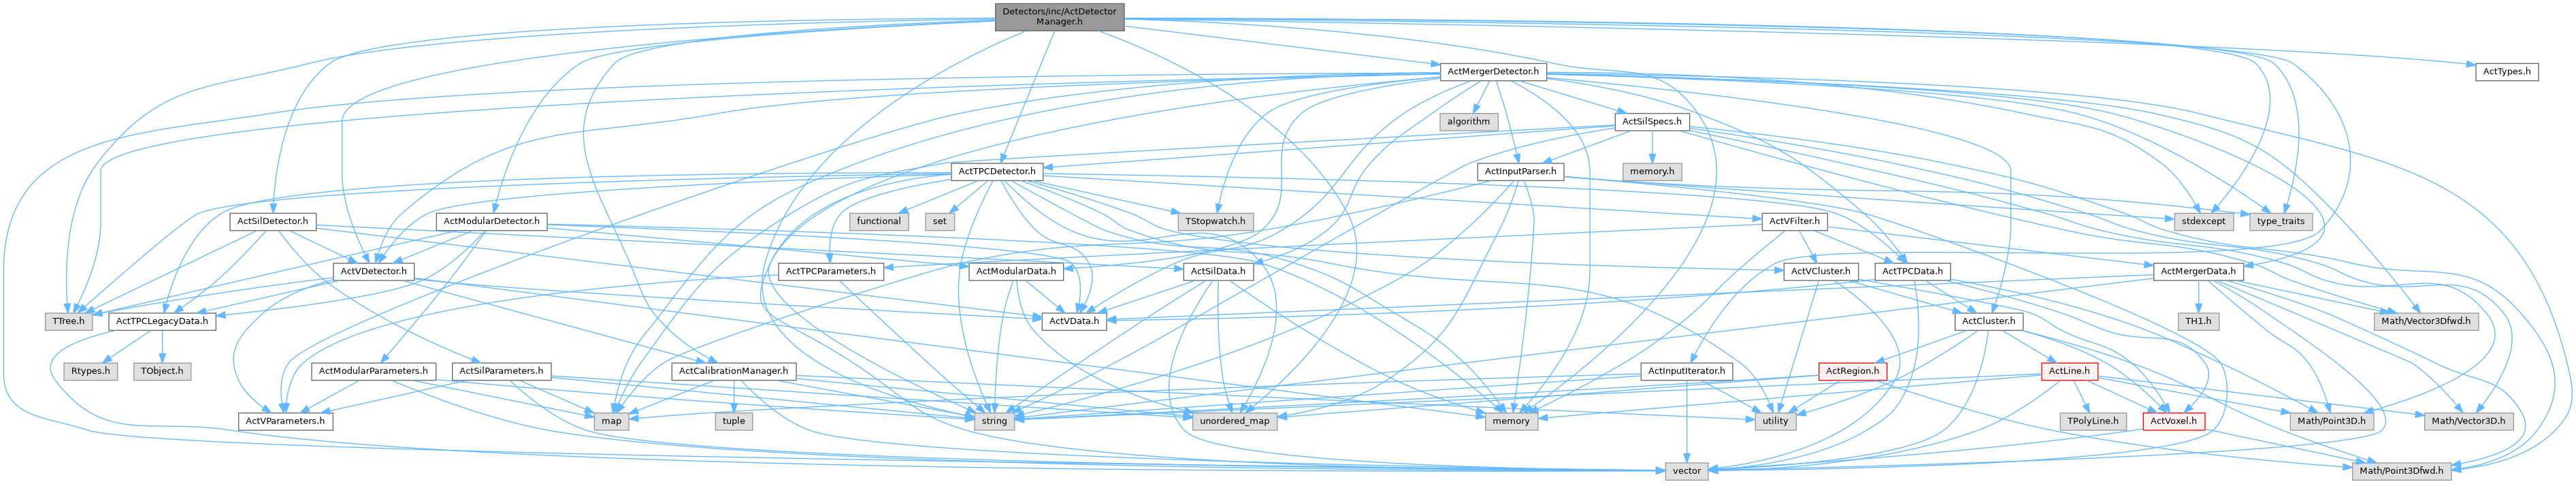 Detectors/inc/ActDetector
Manager.h
ActMergerDetector.h
ActTypes.h
algorithm
ActSilSpecs.h
ActTPCDetector.h
ActInputParser.h
memory.h
ActSilDetector.h
ActModularDetector.h
functional
set
TStopwatch.h
ActVFilter.h
stdexcept
type_traits
ActVDetector.h
ActTPCParameters.h
ActModularData.h
ActSilData.h
ActVCluster.h
ActTPCData.h
ActMergerData.h
TTree.h
ActTPCLegacyData.h
ActVData.h
ActCluster.h
TH1.h
Math/Vector3Dfwd.h
Rtypes.h
TObject.h
ActModularParameters.h
ActSilParameters.h
ActCalibrationManager.h
ActInputIterator.h
ActRegion.h
ActLine.h
ActVParameters.h
map
tuple
string
unordered_map
memory
utility
TPolyLine.h
ActVoxel.h
Math/Point3D.h
Math/Vector3D.h
vector
Math/Point3Dfwd.h